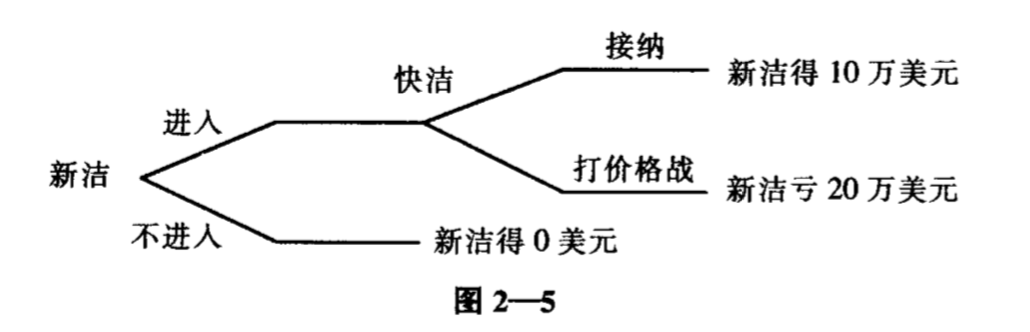 接纳
快洁
新洁得 10 万美元
进入
新洁
打价格战
新洁亏 20 万美元
不进入
新洁得 0 美元
图 2—5